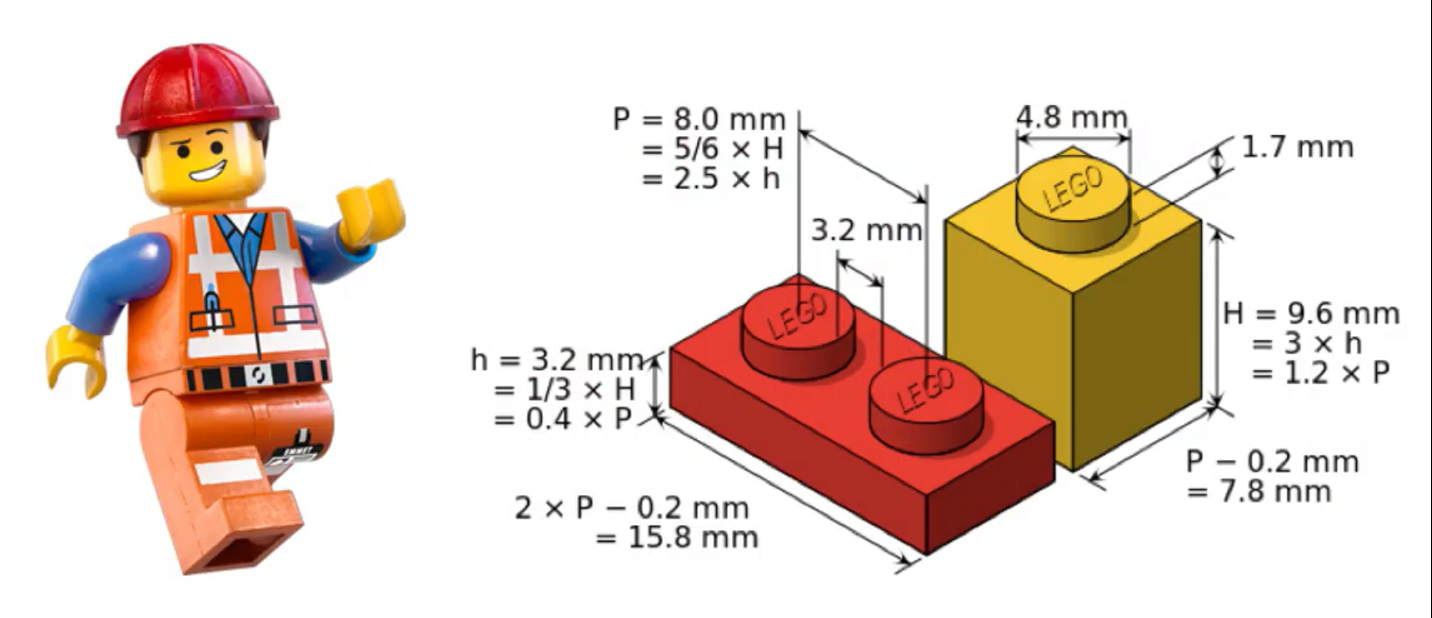 P = 8.0 mm
= 5/6 × H
= 2.5 × h
4.8 mm
1.7 mm
LEGO
3.2 mm
LEGO
LEGO
h = 3.2 mm
= 1/3 × H
= 0.4 × P
H = 9.6 mm
= 3 × h
= 1.2 × P
2 × P − 0.2 mm
= 15.8 mm
P − 0.2 mm
= 7.8 mm
EMMET